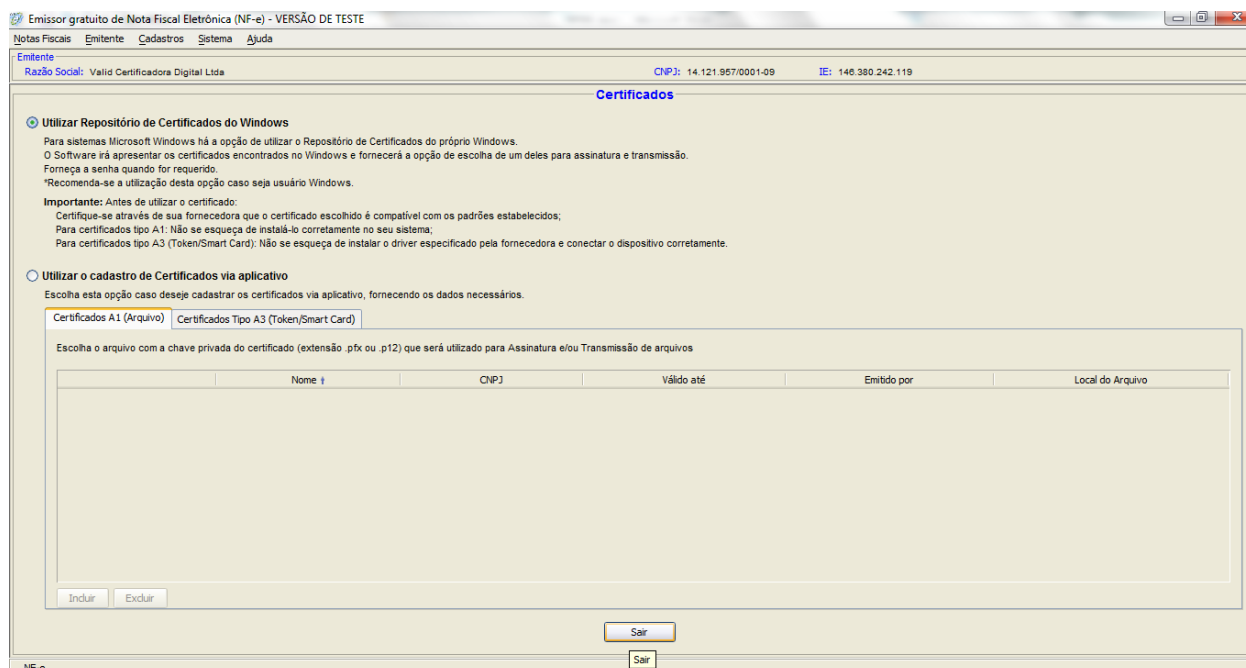 Emissor gratuito de Nota Fiscal Eletrônica (NF-e) - VERSÃO DE TESTE
Notas Fiscais Emitente Cadastros Sistema Ajuda
Emitente
Razão Social: Valid Certificadora Digital Ltda CNPJ: 14.121.957/0001-09 IE: 146.380.242.119
Certificados
Utilizar Repositório de Certificados do Windows
Para sistemas Microsoft Windows há a opção de utilizar o Repositório de Certificados do próprio Windows.
O Software irá apresentar os certificados encontrados no Windows e fornecerá a opção de escolha de um deles para assinatura e transmissão.
Forneça a senha quando for requerido.
*Recomenda-se a utilização desta opção caso seja usuário Windows.
Importante: Antes de utilizar o certificado:
Certifique-se através de sua fornecedora que o certificado escolhido é compatível com os padrões estabelecidos;
Para certificados tipo A1: Não se esqueça de instalá-lo corretamente no seu sistema;
Para certificados tipo A3 (Token/Smart Card): Não se esqueça de instalar o driver especificado pela fornecedora e conectar o dispositivo corretamente.
Utilizar o cadastro de Certificados via aplicativo
Escolha esta opção caso deseje cadastrar os certificados via aplicativo, fornecendo os dados necessários.
Certificados A1 (Arquivo) Certificados Tipo A3 (Token/Smart Card)
Escolha o arquivo com a chave privada do certificado (extensão .pfx ou .p12) que será utilizado para Assinatura e/ou Transmissão de arquivos
Nome CNPJ Válido até Emitido por Local do Arquivo
Incluir Excluir
Sair
Sair
NF-e